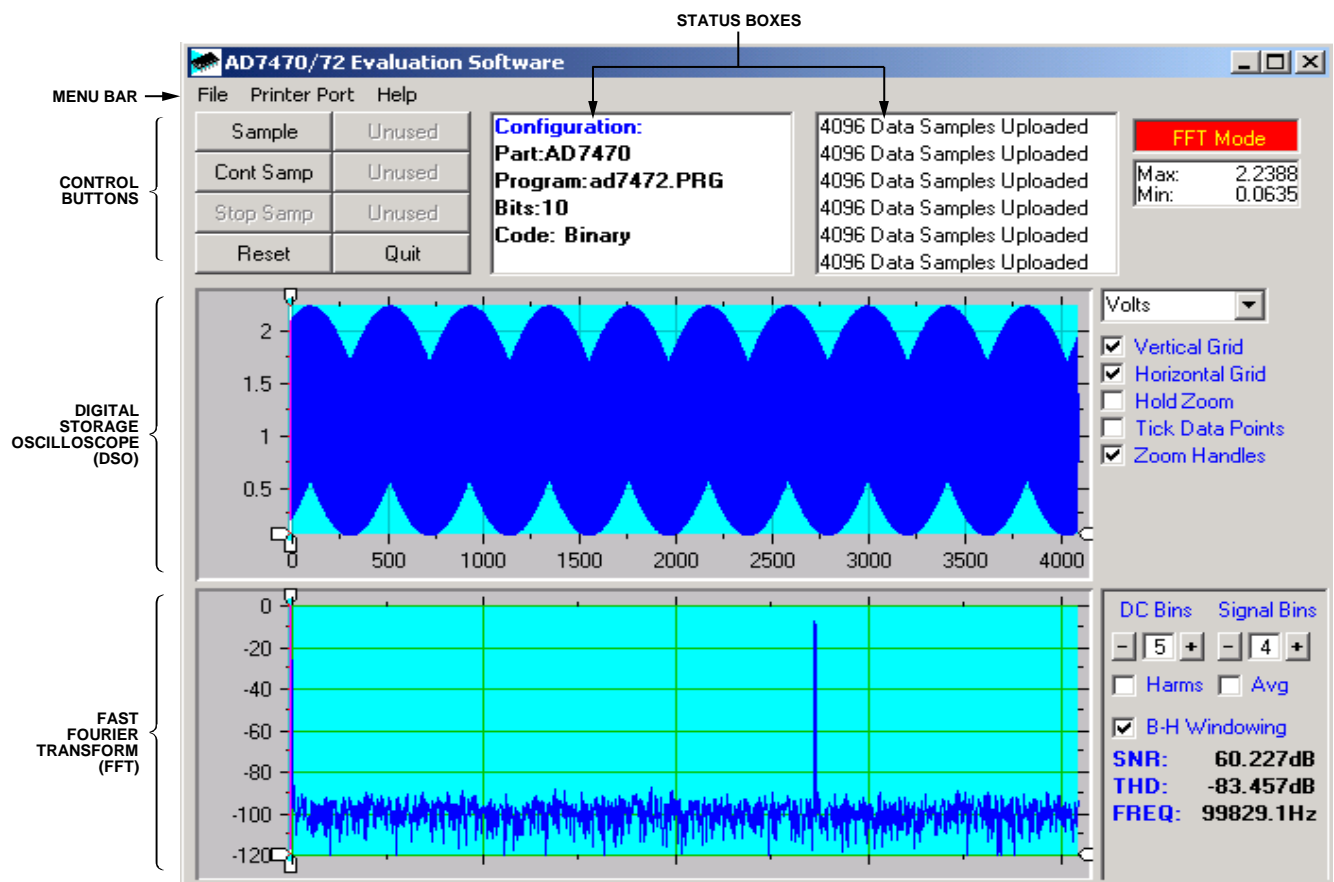 STATUS BOXES
AD7470/72 Evaluation Software
MENU BAR
File Printer Port Help
CONTROL
BUTTONS
Sample Unused
Cont Samp Unused
Stop Samp Unused
Reset Quit
Configuration:
Part:AD7470
Program:ad7472.PRG
Bits:10
Code: Binary
4096 Data Samples Uploaded
4096 Data Samples Uploaded
4096 Data Samples Uploaded
4096 Data Samples Uploaded
4096 Data Samples Uploaded
4096 Data Samples Uploaded
FFT Mode
Max: 2.2388
Min: 0.0635
DIGITAL
STORAGE
OSCILLOSCOPE
(DSO)
2
1.5
1
0.5
0 500 1000 1500 2000 2500 3000 3500 4000
Volts
Vertical Grid
Horizontal Grid
Hold Zoom
Tick Data Points
Zoom Handles
FAST
FOURIER
TRANSFORM
(FFT)
0
-20
-40
-60
-80
-100
-120
DC Bins Signal Bins
- 5 + - 4 +
Harms Avg
B-H Windowing
SNR: 60.227dB
THD: -83.457dB
FREQ: 99829.1Hz